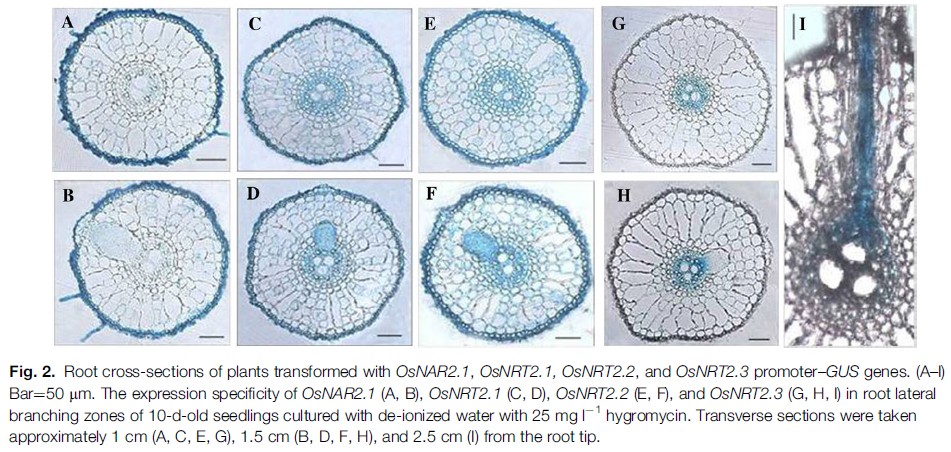 A
C
E
G
I
B
D
F
H
Fig. 2. Root cross-sections of plants transformed with OsNAR2.1, OsNRT2.1, OsNRT2.2, and OsNRT2.3 promoter–GUS genes. (A–I)
Bar=50 μm. The expression specificity of OsNAR2.1 (A, B), OsNRT2.1 (C, D), OsNRT2.2 (E, F), and OsNRT2.3 (G, H, I) in root lateral
branching zones of 10-d-old seedlings cultured with de-ionized water with 25 mg l⁻¹ hygromycin. Transverse sections were taken
approximately 1 cm (A, C, E, G), 1.5 cm (B, D, F, H), and 2.5 cm (I) from the root tip.